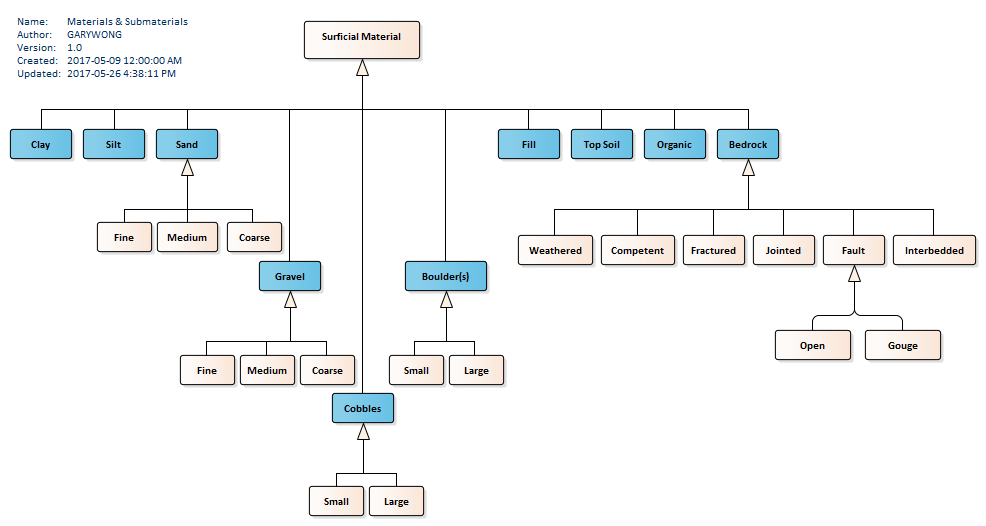 Name: Materials & Submaterials
Author: GARYWONG
Version: 1.0
Created: 2017-05-09 12:00:00 AM
Updated: 2017-05-26 4:38:11 PM
Surficial Material
Clay
Silt
Sand
Fill
Top Soil
Organic
Bedrock
Fine
Medium
Coarse
Weathered
Competent
Fractured
Jointed
Fault
Interbedded
Gravel
Boulder(s)
Open
Gouge
Fine
Medium
Coarse
Small
Large
Cobbles
Small
Large